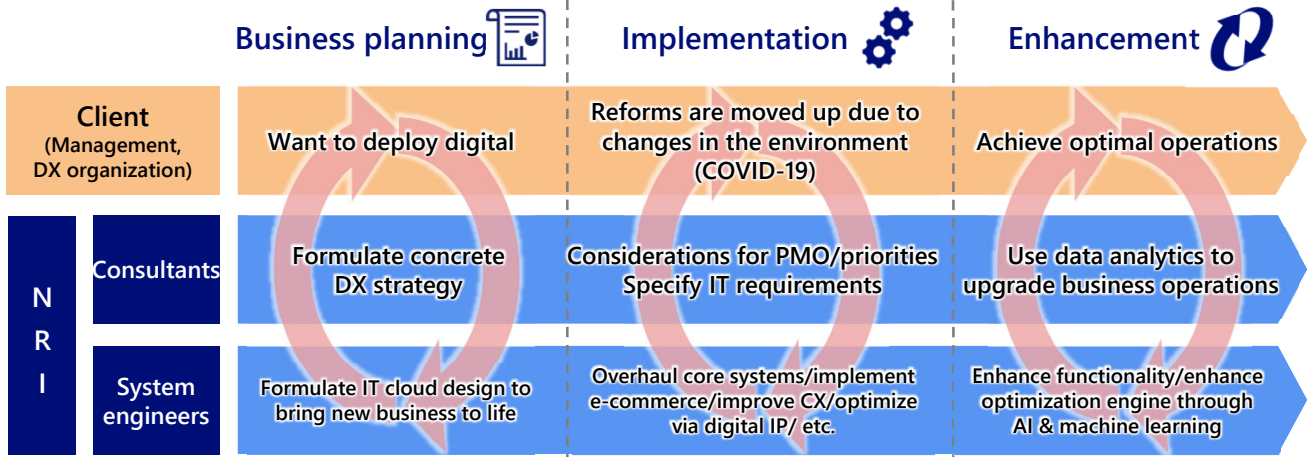 Business planning
Implementation
Enhancement
Client
(Management,
DX organization)
Want to deploy digital
Reforms are moved up due to
changes in the environment
(COVID-19)
Achieve optimal operations
N
R
I
Consultants
Formulate concrete
DX strategy
Considerations for PMO/priorities
Specify IT requirements
Use data analytics to
upgrade business operations
System
engineers
Formulate IT cloud design to
bring new business to life
Overhaul core systems/implement
e-commerce/improve CX/optimize
via digital IP/ etc.
Enhance functionality/enhance
optimization engine through
AI & machine learning